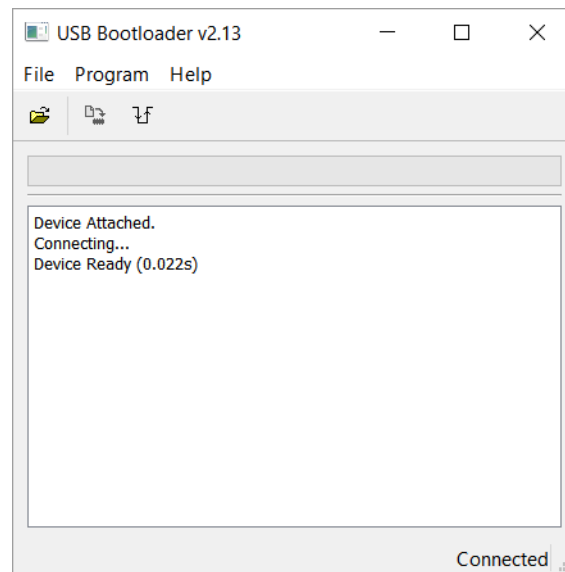 USB Bootloader v2.13
File Program Help
Device Attached.
Connecting...
Device Ready (0.022s)
Connected